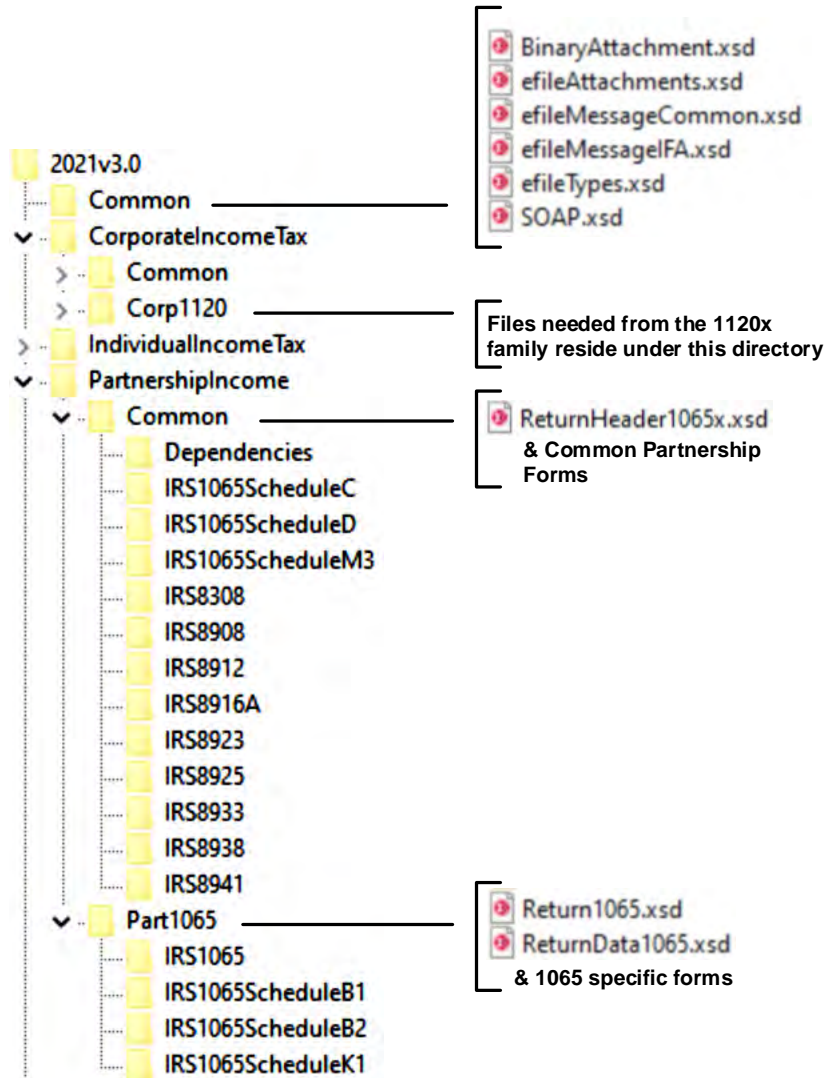 BinaryAttachment.xsd
efileAttachments.xsd
efileMessageCommon.xsd
efileMessageIFA.xsd
efileTypes.xsd
SOAP.xsd
2021v3.0
Common
CorporateIncomeTax
Common
Corp1120
Files needed from the 1120x
family reside under this directory
IndividualIncomeTax
PartnershipIncome
Common
ReturnHeader1065x.xsd
& Common Partnership
Forms
Dependencies
IRS1065ScheduleC
IRS1065ScheduleD
IRS1065ScheduleM3
IRS8308
IRS8908
IRS8912
IRS8916A
IRS8923
IRS8925
IRS8933
IRS8938
IRS8941
Part1065
Return1065.xsd
ReturnData1065.xsd
& 1065 specific forms
IRS1065
IRS1065ScheduleB1
IRS1065ScheduleB2
IRS1065ScheduleK1